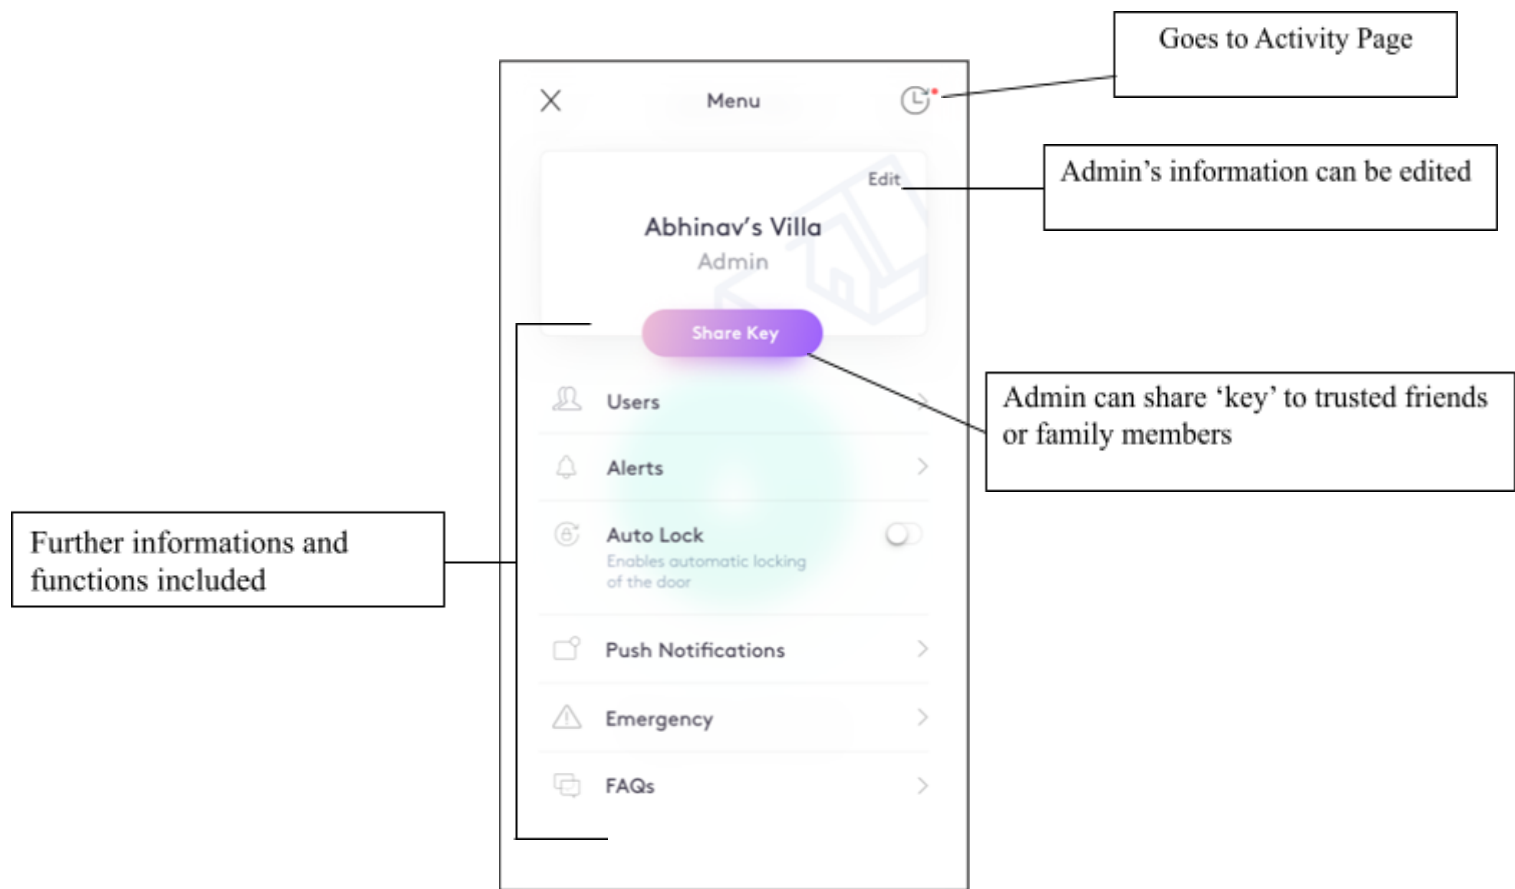 Goes to Activity Page
Menu
Admin’s information can be edited
Edit
Abhinav’s Villa
Admin
Share Key
Admin can share ‘key’ to trusted friends
or family members
Users
Alerts
Further informations and
functions included
Auto Lock
Enables automatic locking
of the door
Push Notifications
Emergency
FAQs